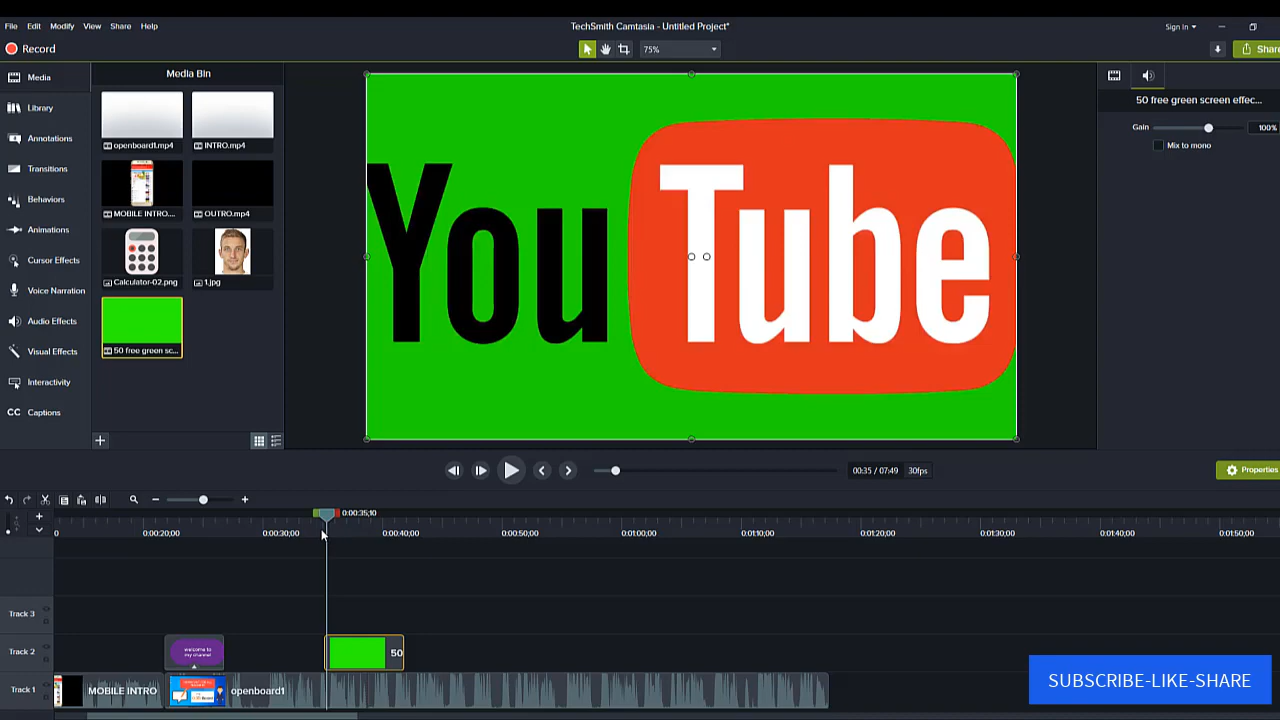 File Edit Modify View Share Help
TechSmith Camtasia - Untitled Project*
Sign In
Record
75%
Share
Media
Library
Annotations
Transitions
Behaviors
Animations
Cursor Effects
Voice Narration
Audio Effects
Visual Effects
Interactivity
CC Captions
Media Bin
openboard1.mp4 INTRO.mp4
MOBILE INTRO... OUTRO.mp4
Calculator-02.png 1.jpg
50 free green sc...
YouTube
50 free green screen effec...
Gain 100%
Mix to mono
00:35 / 07:49 30fps
Properties
0:00:35;10
0 0:00:20;00 0:00:30;00 0:00:40;00 0:00:50;00 0:01:00;00 0:01:10;00 0:01:20;00 0:01:30;00 0:01:40;00 0:01:50;00
Track 3
Track 2
welcome to
my channel
50
Track 1
MOBILE INTRO
openboard1
SUBSCRIBE-LIKE-SHARE